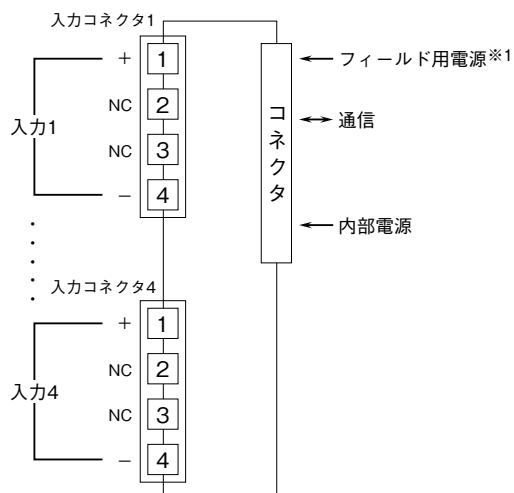 入力コネクタ1
+ 1
NC 2
NC 3
− 4
入力1
入力コネクタ4
+ 1
NC 2
NC 3
− 4
入力4
コネクタ
フィールド用電源※1
通信
内部電源